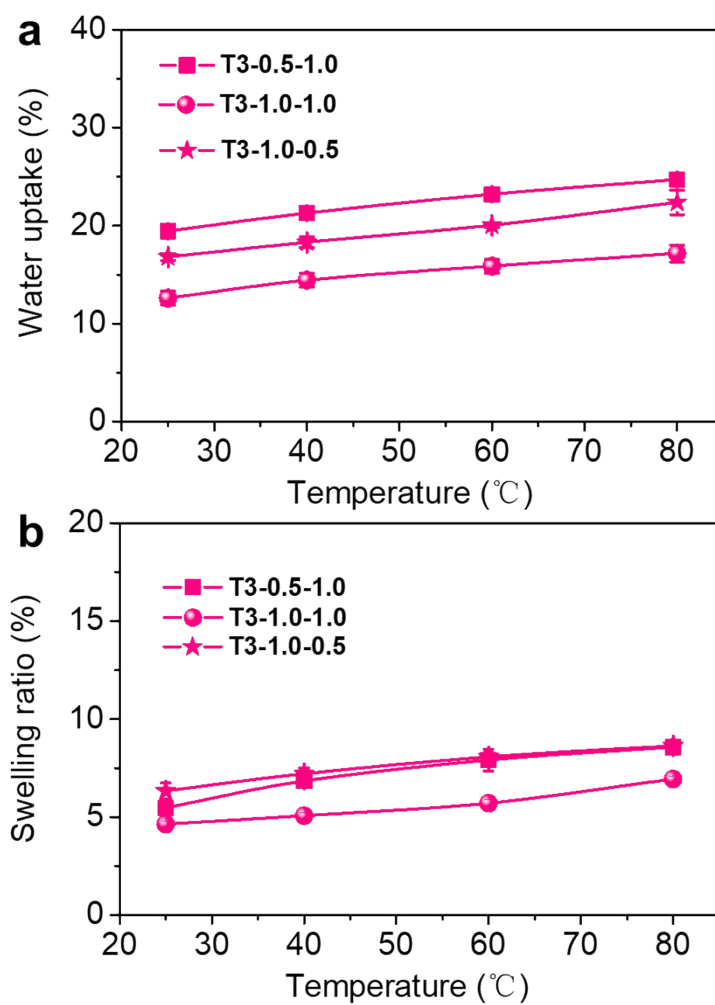 a
40
30
20
10
0
Water uptake (%)
T3-0.5-1.0
T3-1.0-1.0
T3-1.0-0.5
20 30 40 50 60 70 80
Temperature (℃)
b
20
15
10
5
0
Swelling ratio (%)
T3-0.5-1.0
T3-1.0-1.0
T3-1.0-0.5
20 30 40 50 60 70 80
Temperature (℃)